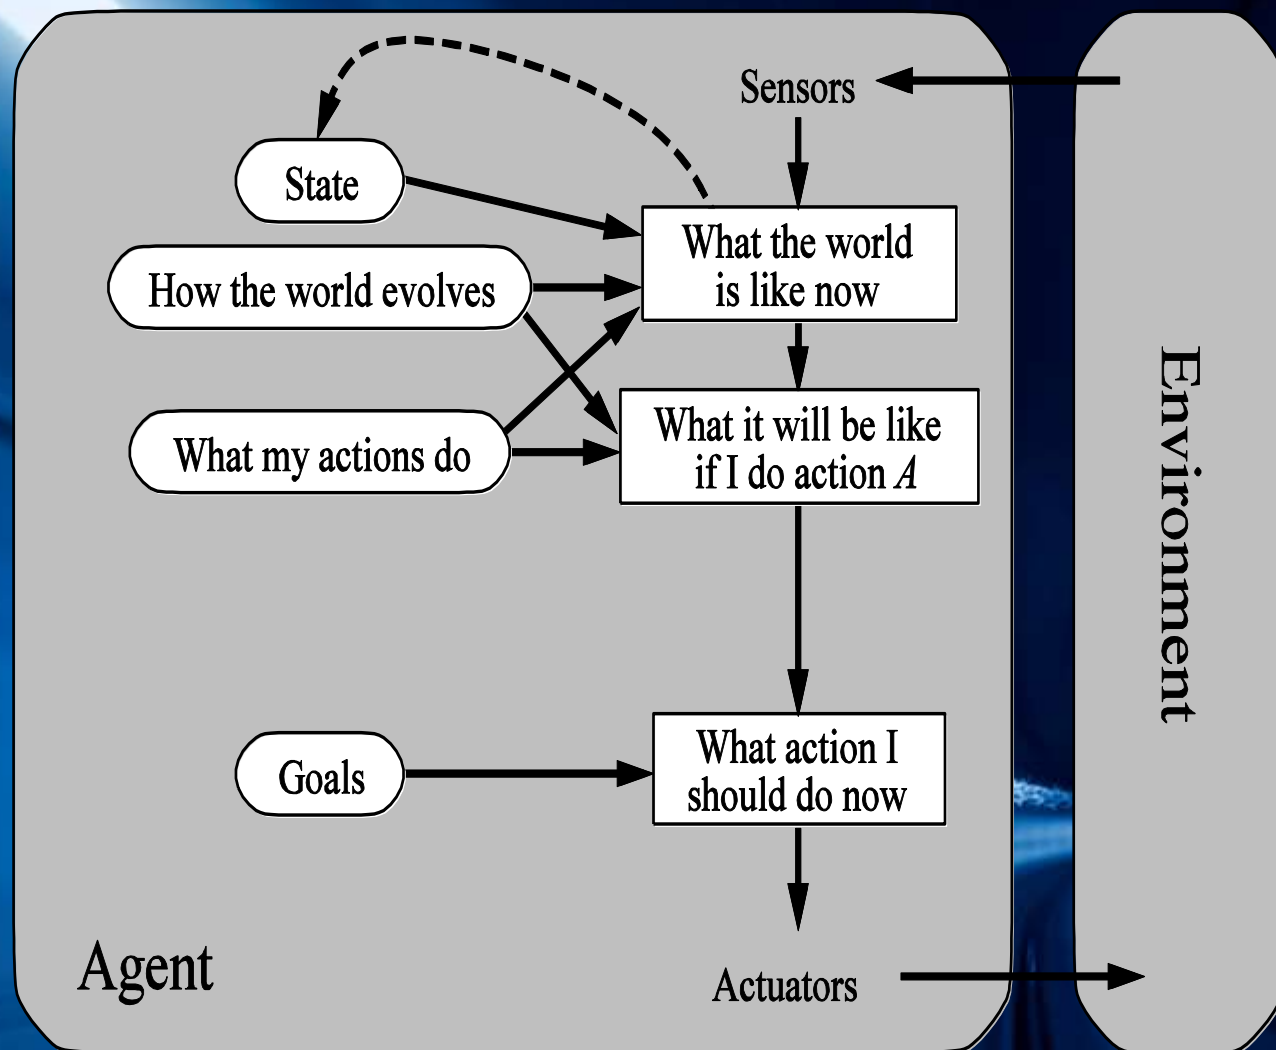 Sensors
State
What the world
is like now
How the world evolves
What it will be like
if I do action A
What my actions do
What action I
should do now
Goals
Agent
Actuators
Environment